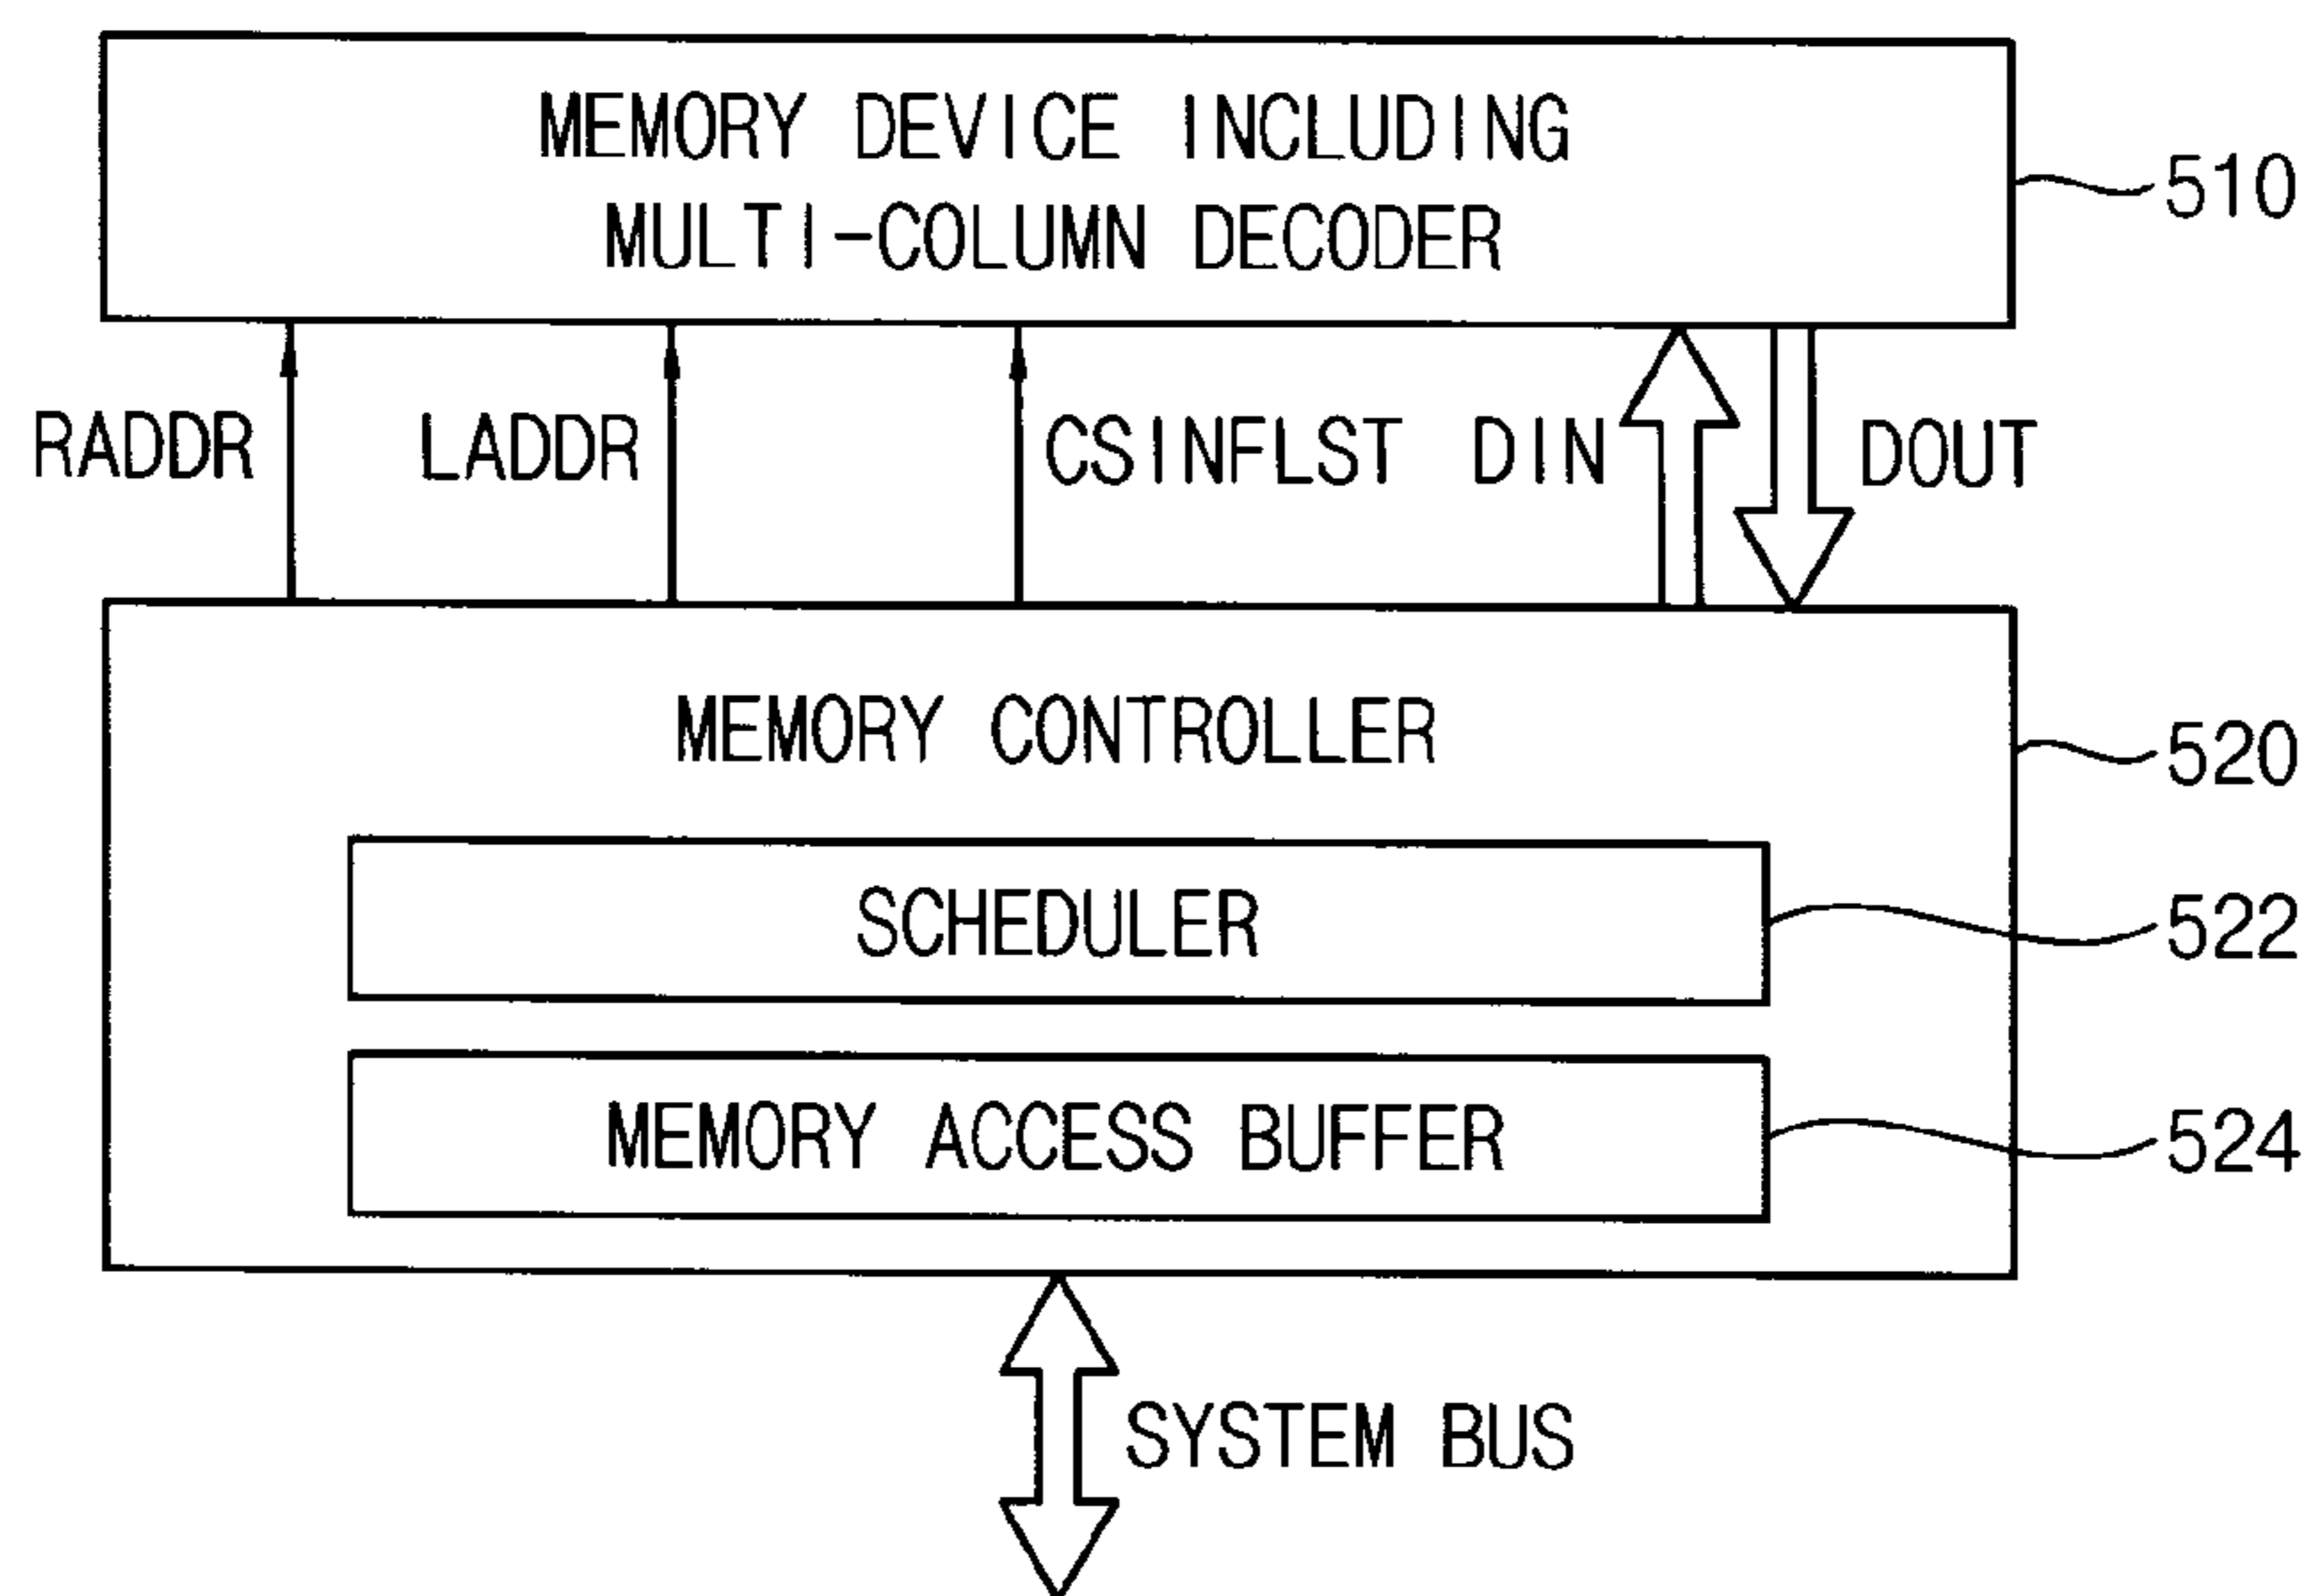 MEMORY DEVICE INCLUDING
MULTI-COLUMN DECODER
510
RADDR LADDR CSINFLST DIN DOUT
MEMORY CONTROLLER
520
SCHEDULER
522
MEMORY ACCESS BUFFER
524
SYSTEM BUS